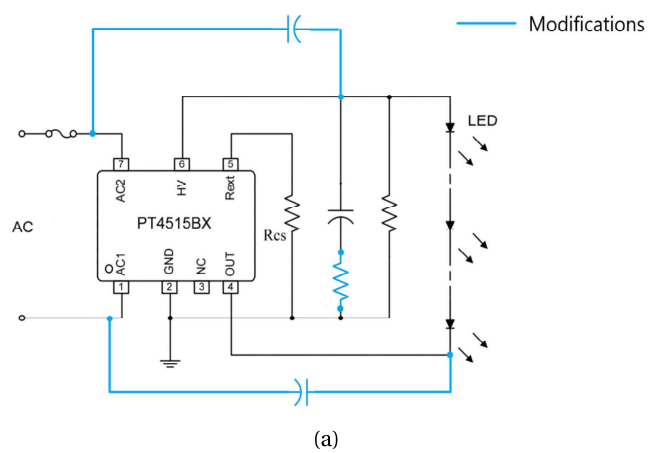 Modifications
LED
7
6
5
AC2
HV
Rext
AC
PT4515BX
Rcs
AC1
GND
NC
OUT
1
2
3
4
(a)